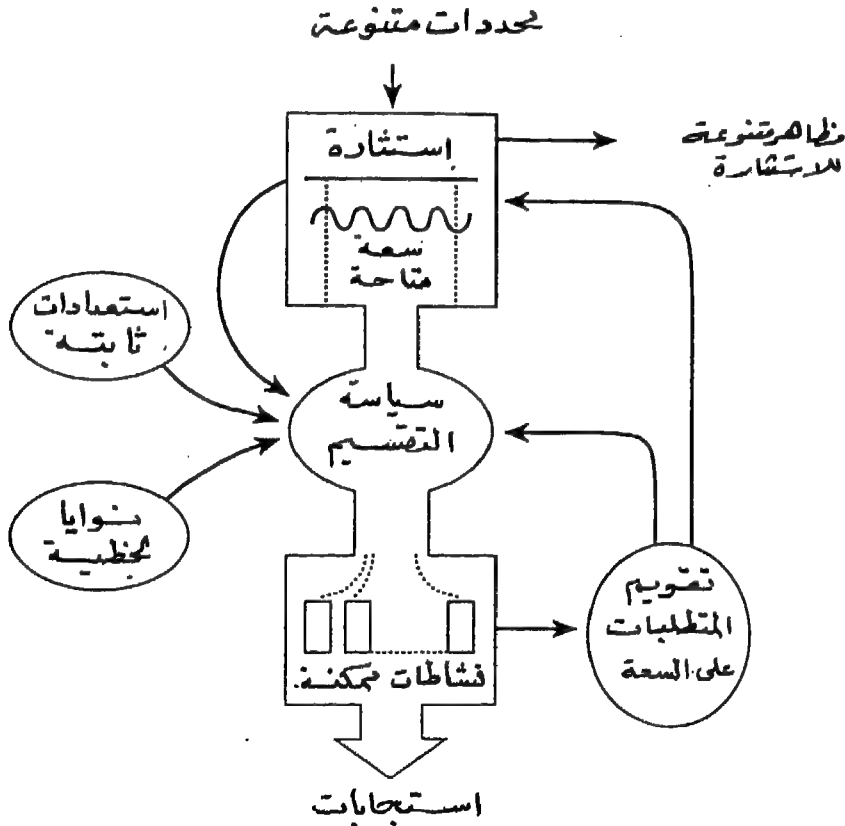 محددات متنوعة
مظاهر متنوعة
للاستثارة
إستثارة
سعة
متاحة
استعدادات
ثابتة
سياسة
التقسيم
نوايا
لحظية
تقويم
المتطلبات
على السعة
نشاطات ممكنة.
استجابات